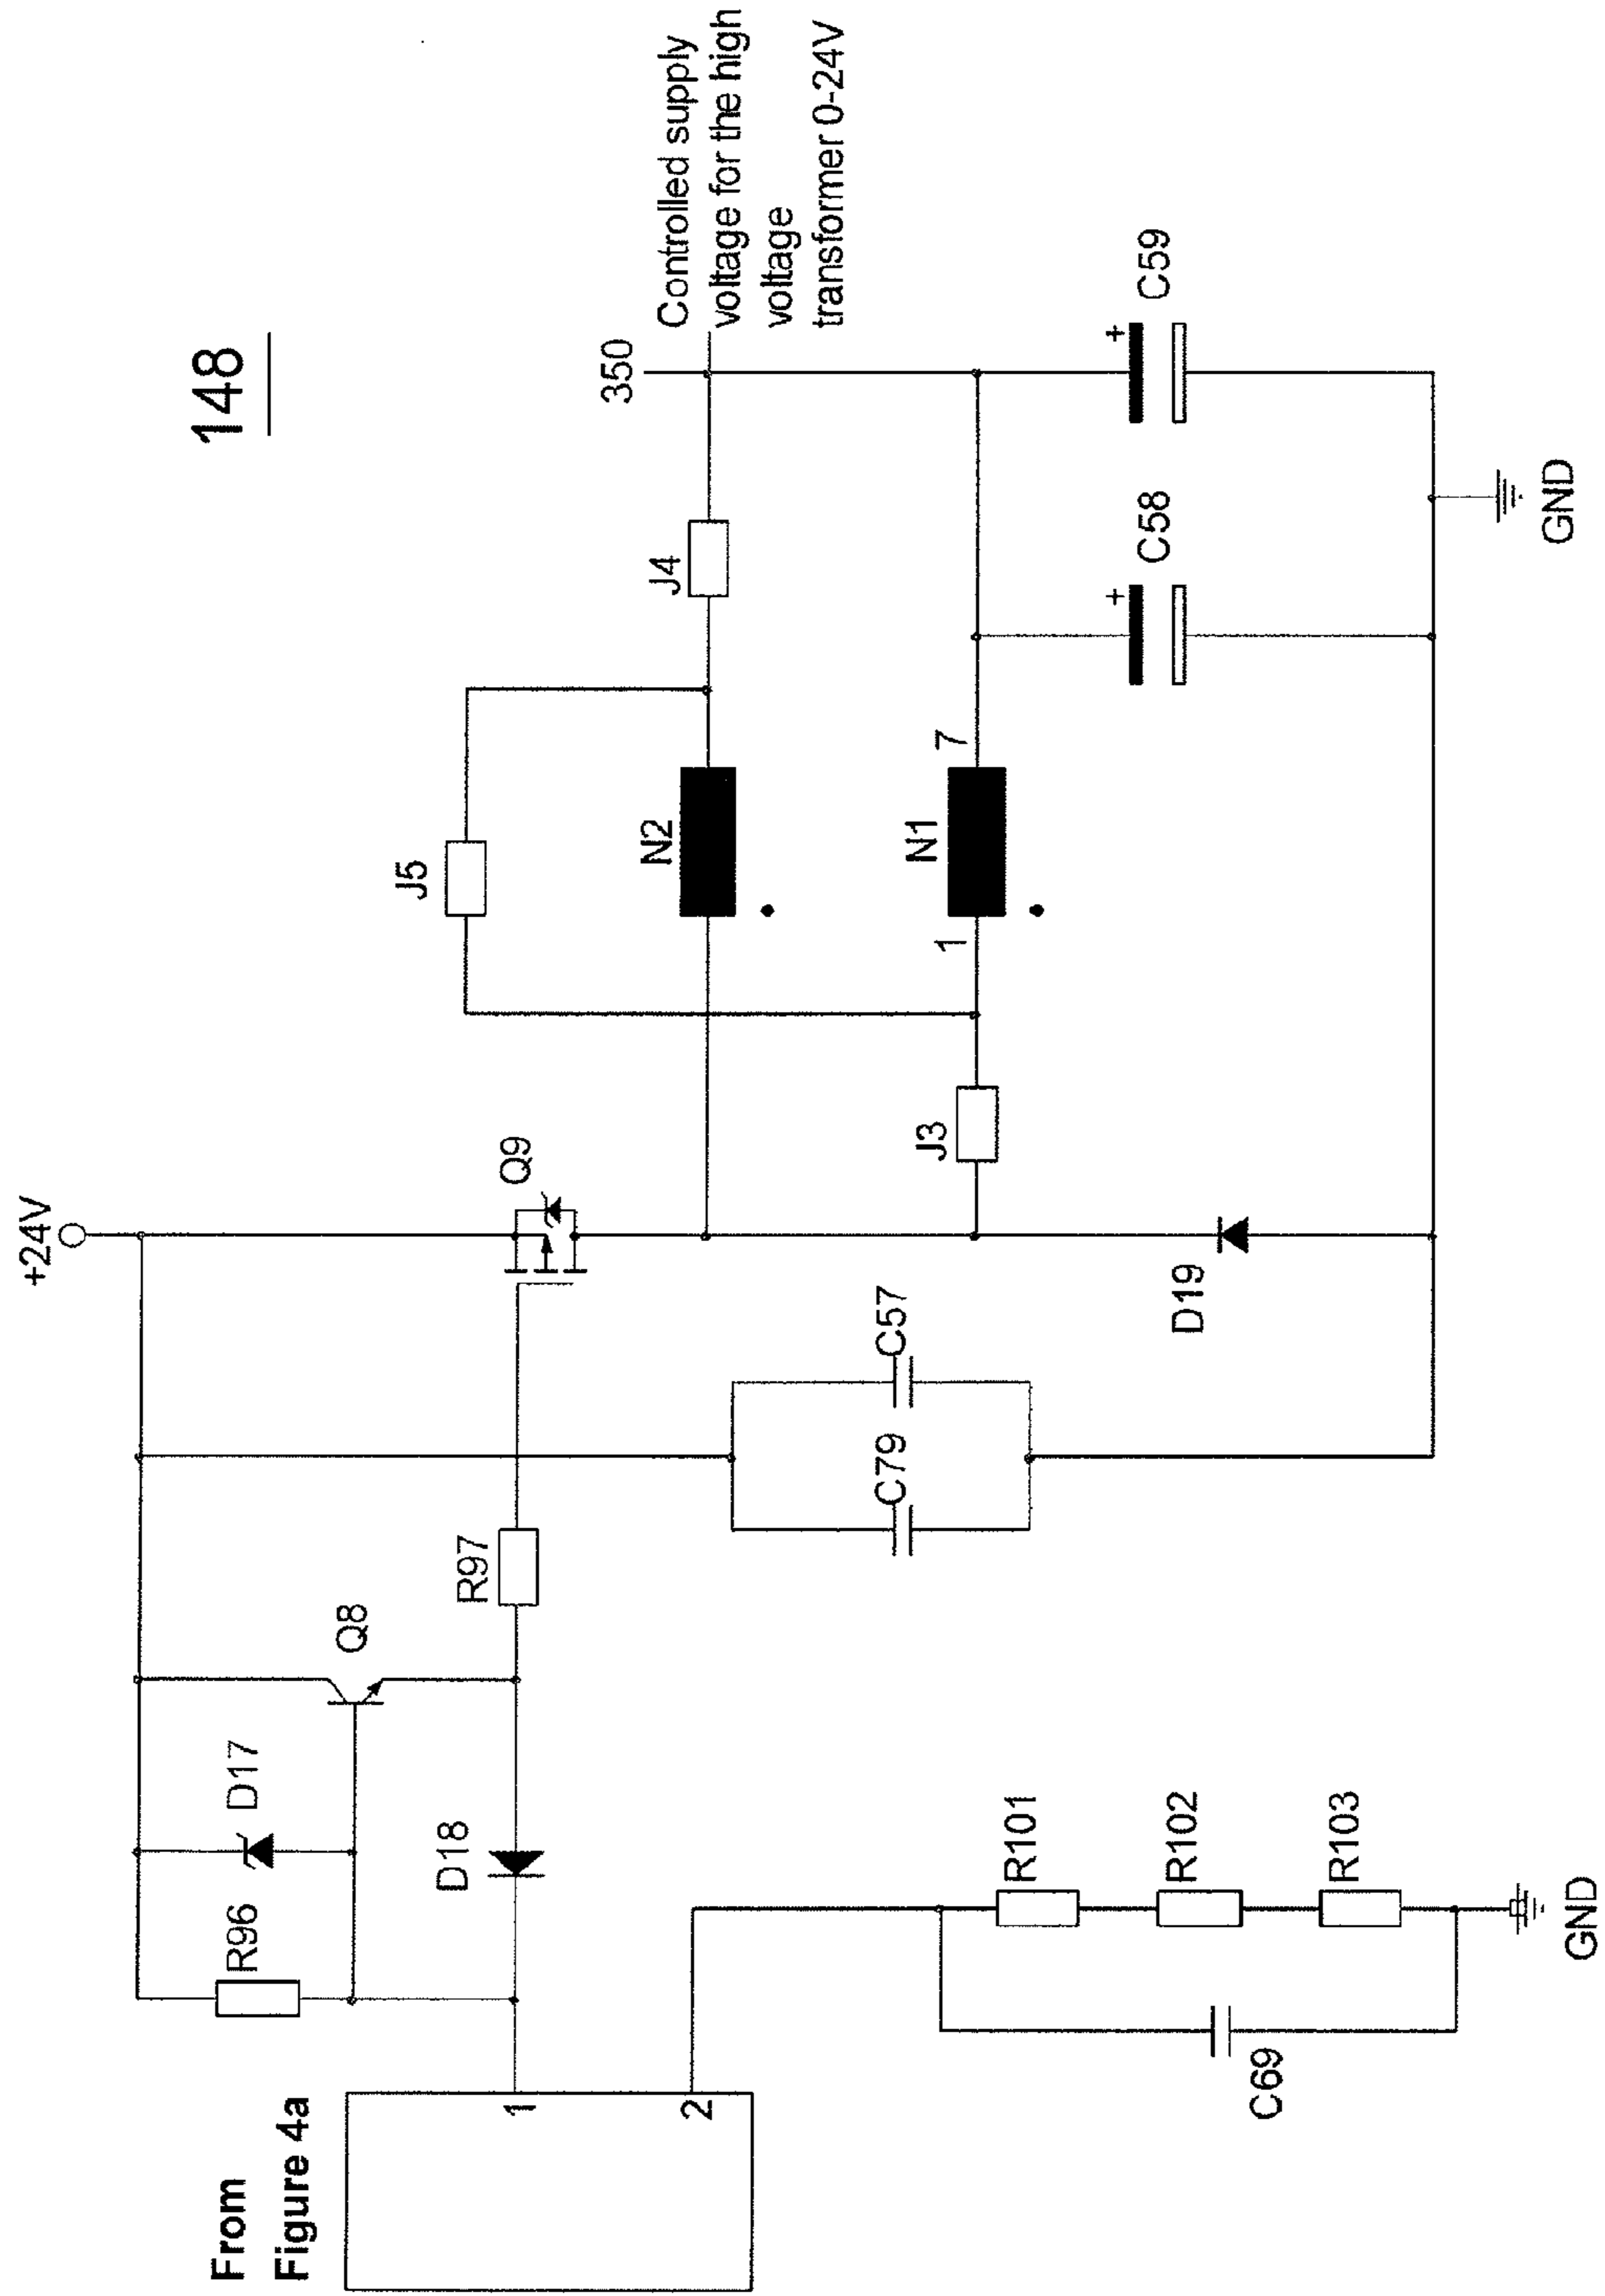 148
+24V
From
Figure 4a
1
2
R96
D17
Q8
D18
R97
Q9
C79
C57
D19
J5
N2
J4
J3
1
N1
7
350
Controlled supply
voltage for the high
voltage
transformer 0-24V
+
C58
+
C59
GND
C69
R101
R102
R103
GND